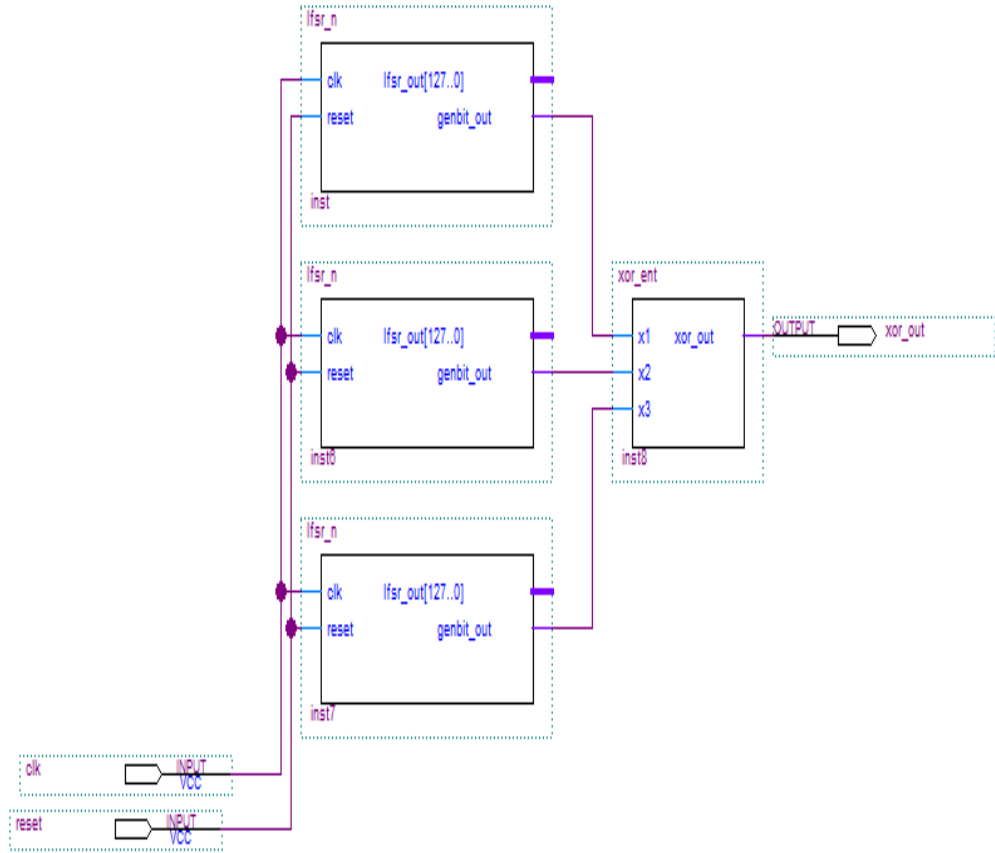 lfsr_n
clk lfsr_out[127..0]
reset genbit_out
inst
lfsr_n
clk lfsr_out[127..0]
reset genbit_out
inst6
xor_ent
x1 xor_out
x2
x3
inst8
OUTPUT xor_out
lfsr_n
clk lfsr_out[127..0]
reset genbit_out
inst7
clk INPUT
VCC
reset INPUT
VCC